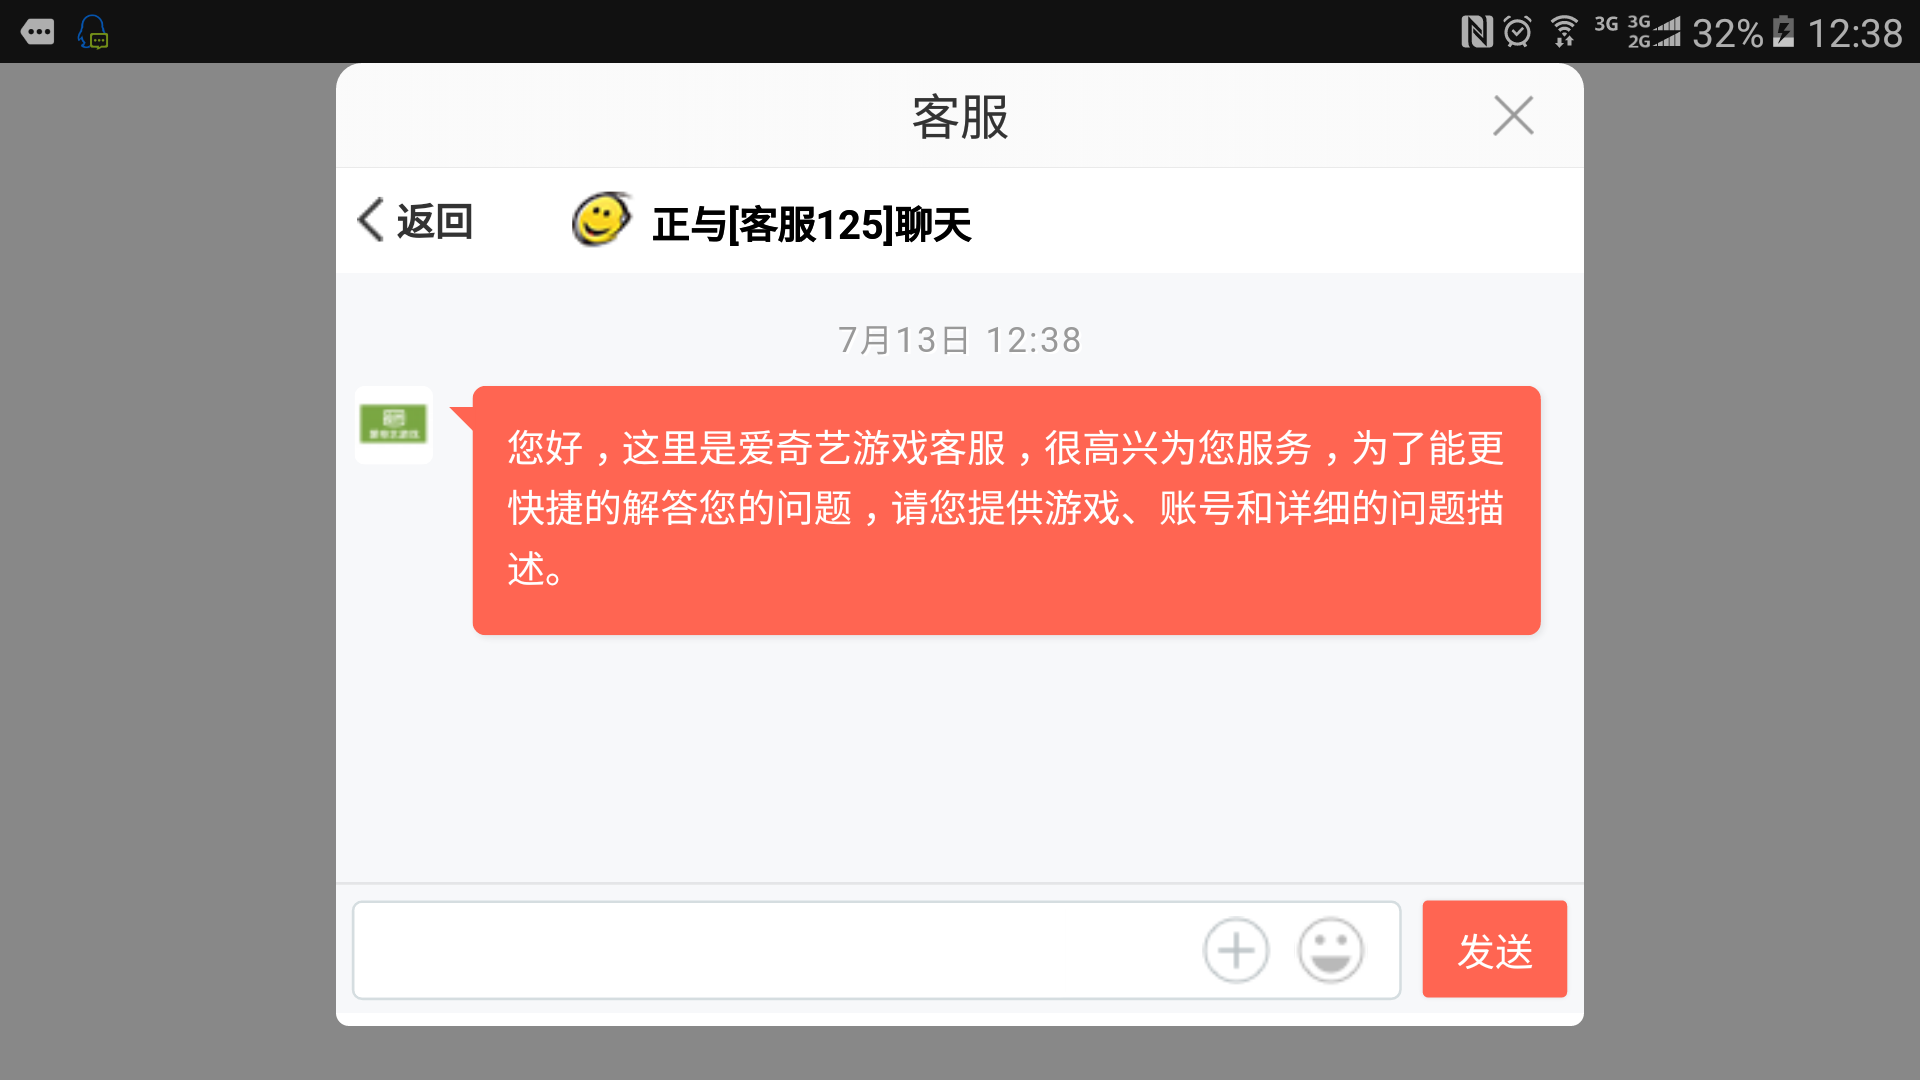 3G 3G 2G 32% 12:38
客服
返回 正与[客服125]聊天
7月13日 12:38
您好，这里是爱奇艺游戏客服，很高兴为您服务，为了能更
快捷的解答您的问题，请您提供游戏、账号和详细的问题描
述。
发送